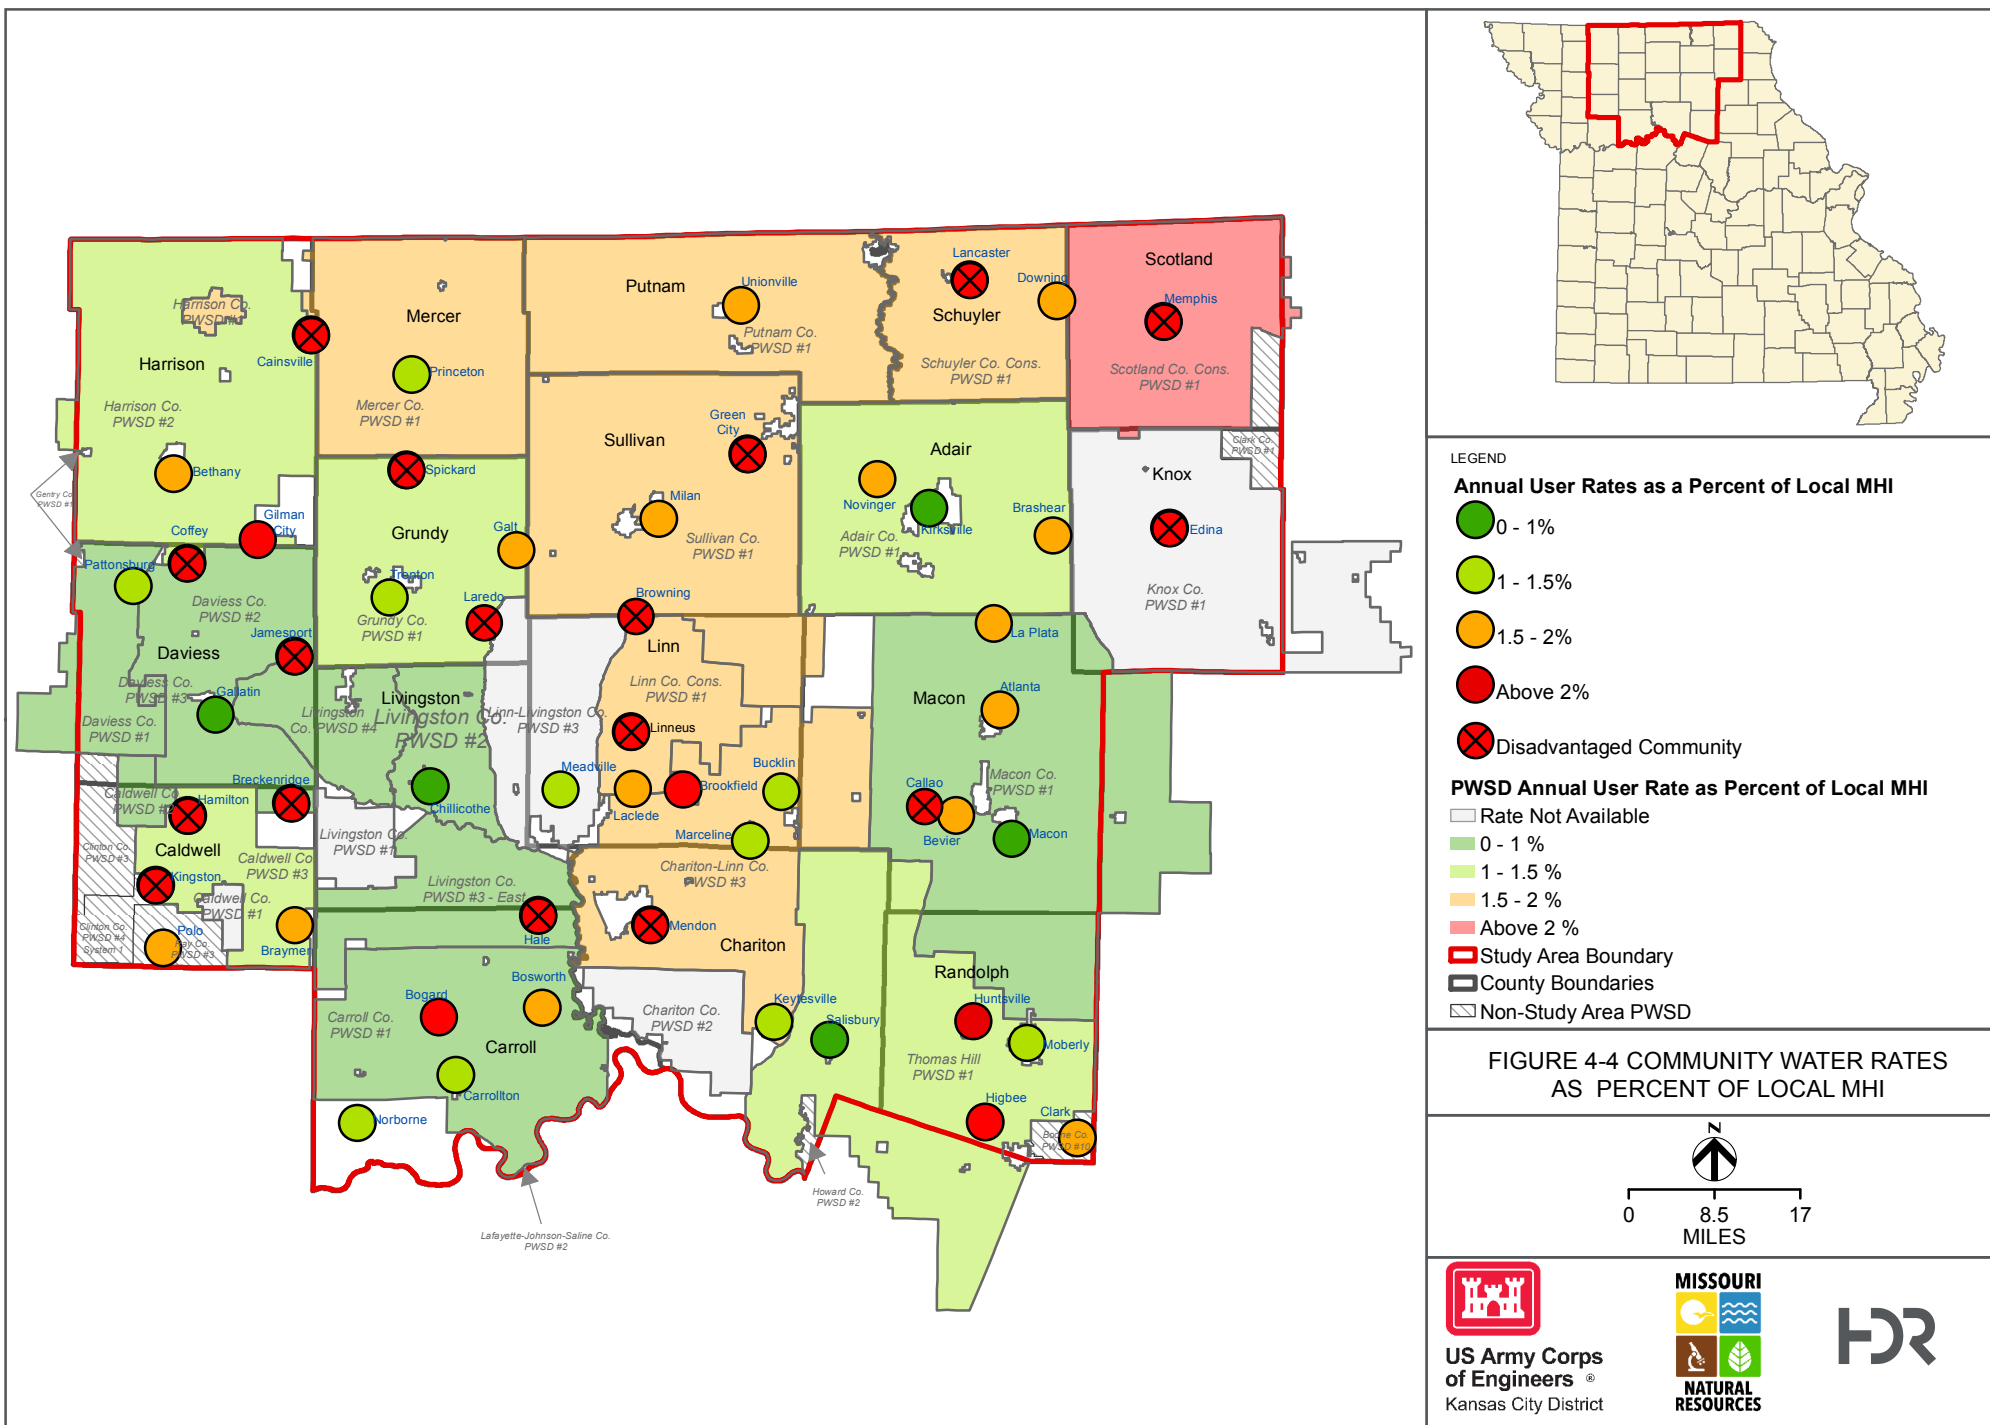 Scotland
Lancaster
Downing
Memphis
Putnam
Unionville
Schuyler
Mercer
Harrison Co.
Putnam Co.
PWSD #1
Cainsville
Harrison
Princeton
Schuyler Co. Cons.
PWSD #1
Scotland Co. Cons.
PWSD #1
Harrison Co.
PWSD #2
Mercer Co.
PWSD #1
Green
City
Sullivan
Adair
Clark Co.
PWSD #1
Bethany
Spickard
Knox
Gentry Co.
PWSD #1
Milan
Novinger
Brashear
Gilman
City
Coffey
Galt
Grundy
Kirksville
Edina
Sullivan Co.
PWSD #1
Adair Co.
PWSD #1
Pattonsburg
Trenton
Knox Co.
PWSD #1
Daviess Co.
PWSD #2
Laredo
Browning
Grundy Co.
PWSD #1
Jamesport
La Plata
Daviess
Linn
Daviess Co.
PWSD #3
Gallatin
Livingston
Linn Co. Cons.
PWSD #1
Macon
Atlanta
Daviess Co.
PWSD #1
Livingston
Co. PWSD #4
Livingston Co.
PWSD #2
Linn-Livingston Co.
PWSD #3
Linneus
Meadville
Bucklin
Breckenridge
Brookfield
Callao
Macon Co.
PWSD #1
Caldwell Co.
Hamilton
Chillicothe
Laclede
Livingston Co.
PWSD #1
Marceline
Bevier
Macon
Clinton Co.
PWSD #3
Caldwell
Caldwell Co.
PWSD #3
Kingston
Chariton-Linn Co.
PWSD #3
Livingston Co.
PWSD #3 - East
Caldwell Co.
PWSD #1
Clinton Co.
PWSD #4
System 1
Polo
Ray Co.
PWSD #3
Braymer
Hale
Mendon
Chariton
Bosworth
Randolph
Bogard
Keytesville
Huntsville
Carroll Co.
PWSD #1
Chariton Co.
PWSD #2
Salisbury
Carroll
Moberly
Thomas Hill
PWSD #1
Carrollton
Higbee
Norborne
Clark
Boone Co.
PWSD #10
Howard Co.
PWSD #2
Lafayette-Johnson-Saline Co.
PWSD #2
LEGEND
Annual User Rates as a Percent of Local MHI
0 - 1%
1 - 1.5%
1.5 - 2%
Above 2%
Disadvantaged Community
PWSD Annual User Rate as Percent of Local MHI
Rate Not Available
0 - 1 %
1 - 1.5 %
1.5 - 2 %
Above 2 %
Study Area Boundary
County Boundaries
Non-Study Area PWSD
FIGURE 4-4 COMMUNITY WATER RATES
AS PERCENT OF LOCAL MHI
N
0 8.5 17
MILES
US Army Corps
of Engineers ®
Kansas City District
MISSOURI
NATURAL
RESOURCES
HDR